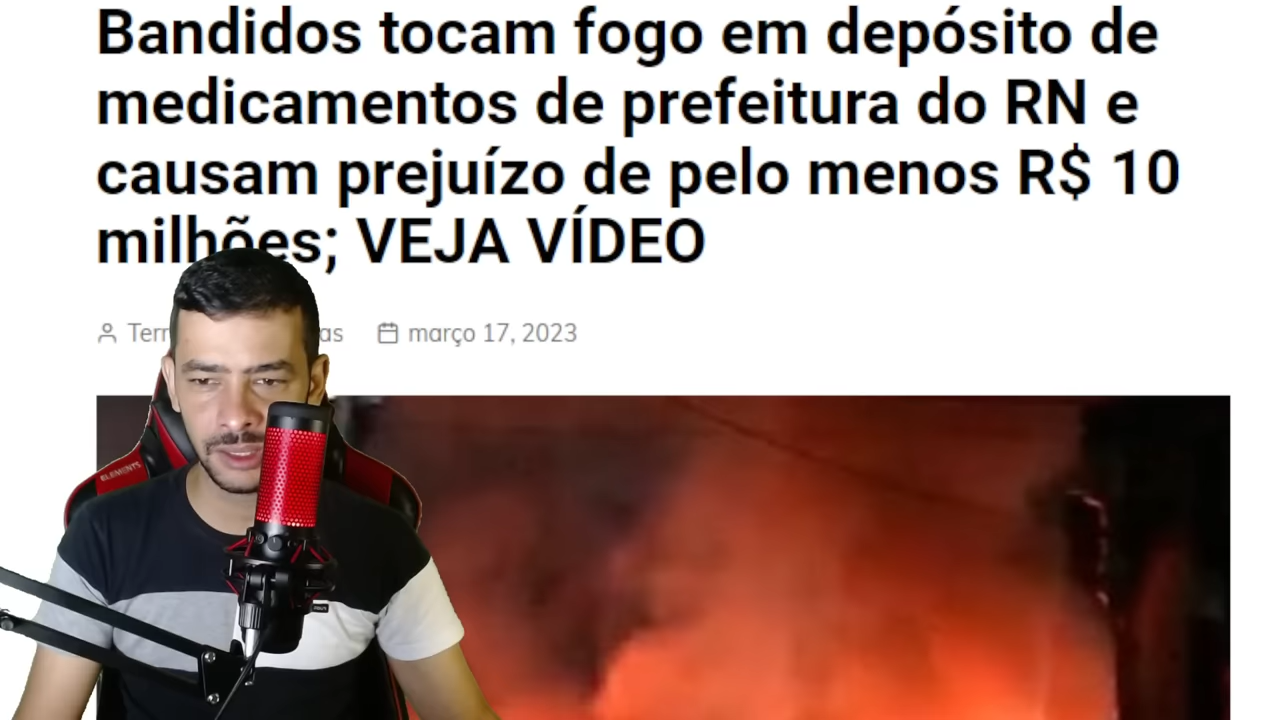 Bandidos tocam fogo em depósito de
medicamentos de prefeitura do RN e
causam prejuízo de pelo menos R$ 10
milhões; VEJA VÍDEO
março 17, 2023
ELEMENTS